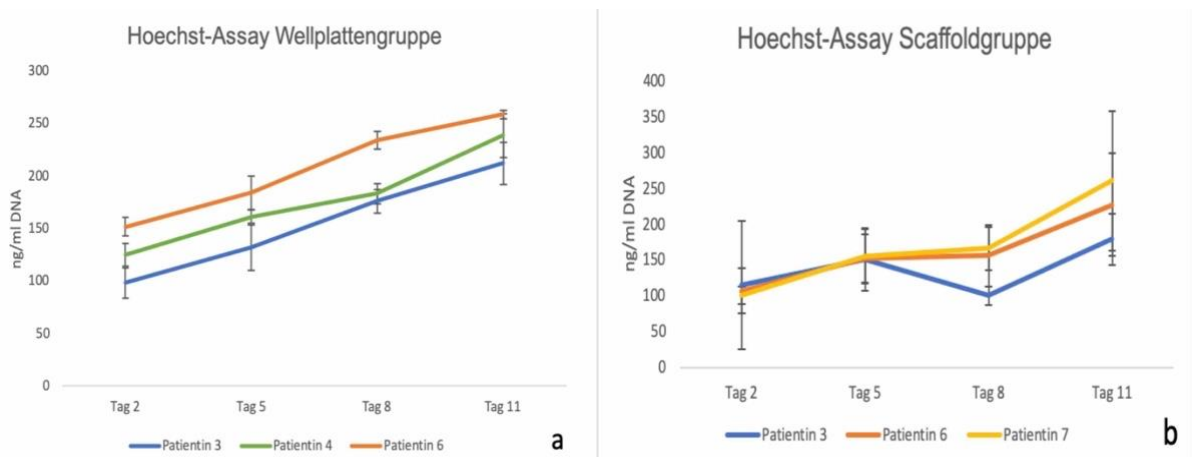 Hoechst-Assay Wellplattengruppe
300
250
200
150
100
50
0
ng/ml DNA
Tag 2 Tag 5 Tag 8 Tag 11
Patientin 3 Patientin 4 Patientin 6
a
Hoechst-Assay Scaffoldgruppe
400
350
300
250
200
150
100
50
0
ng/ml DNA
Tag 2 Tag 5 Tag 8 Tag 11
Patientin 3 Patientin 6 Patientin 7
b